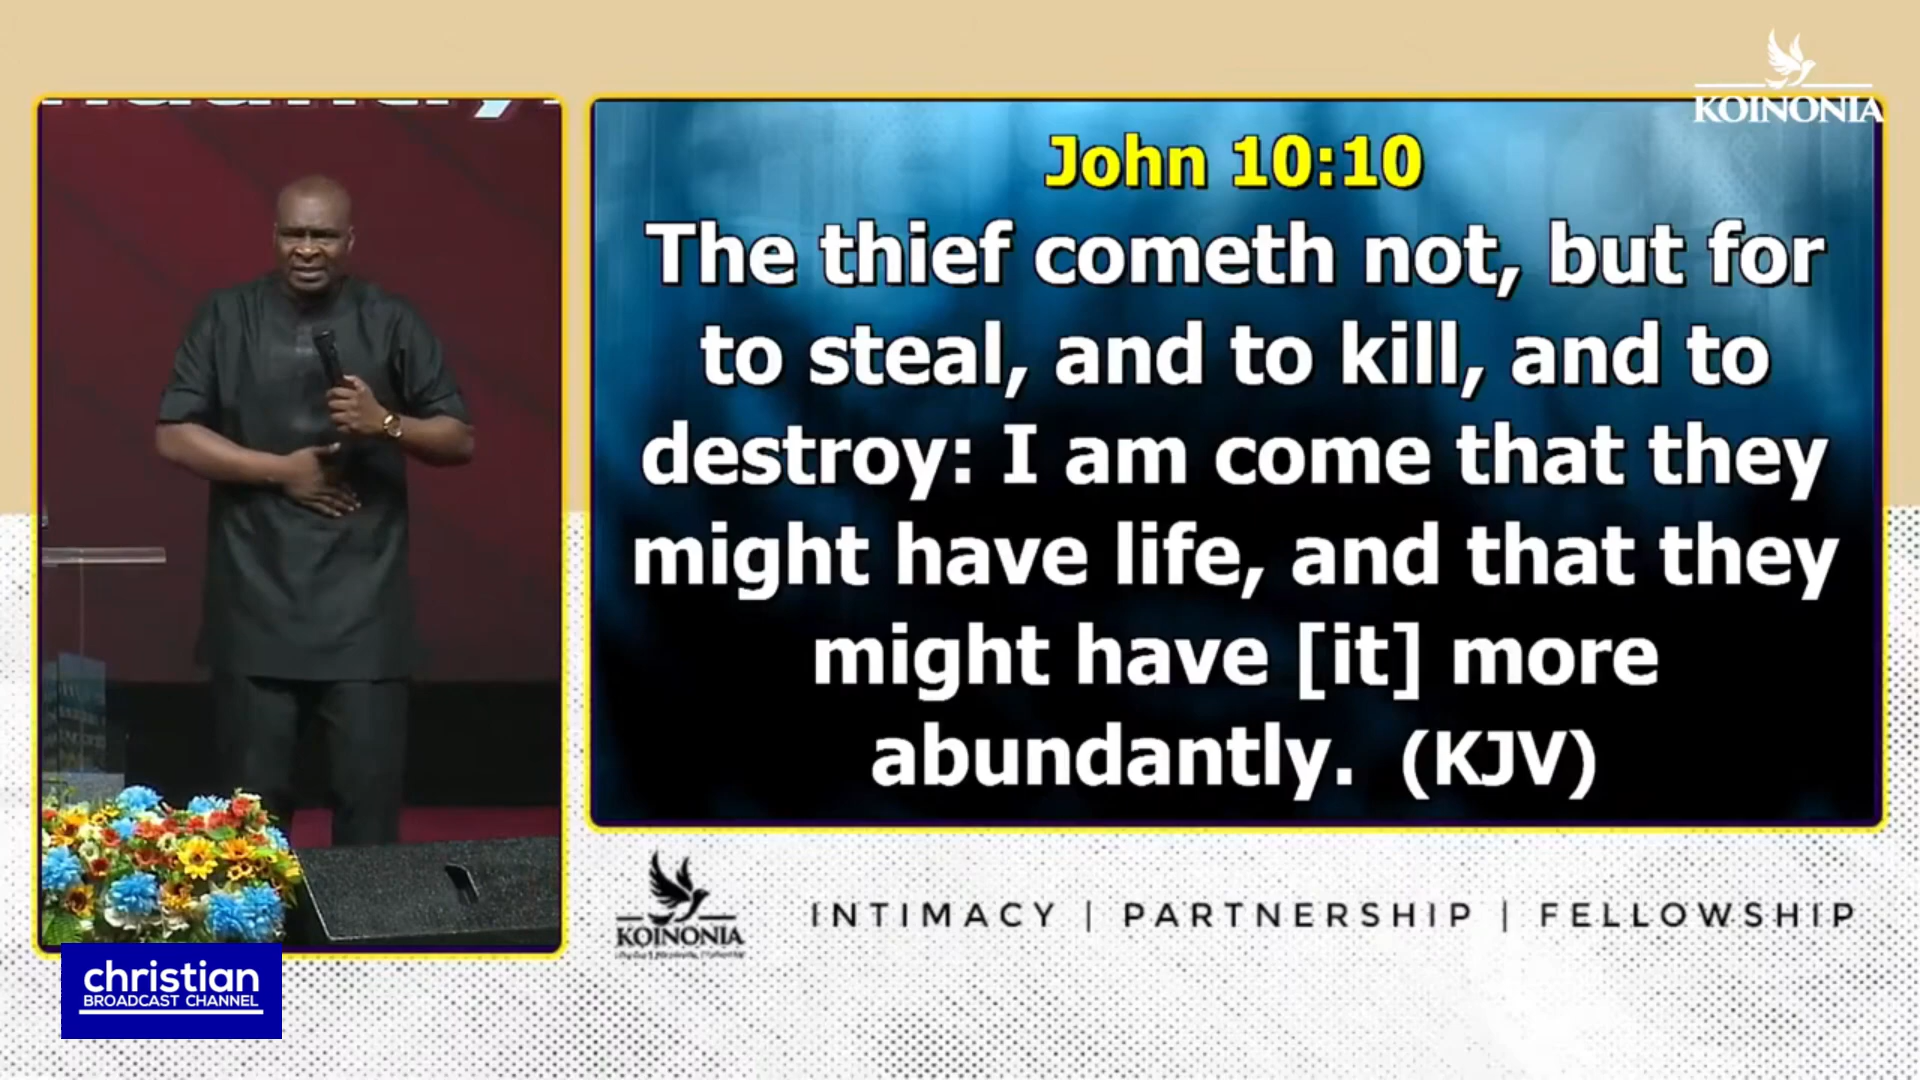 KOINONIA
John 10:10
The thief cometh not, but for
to steal, and to kill, and to
destroy: I am come that they
might have life, and that they
might have [it] more
abundantly. (KJV)
KOINONIA
INTIMACY | PARTNERSHIP | FELLOWSHIP
christian
BROADCAST CHANNEL